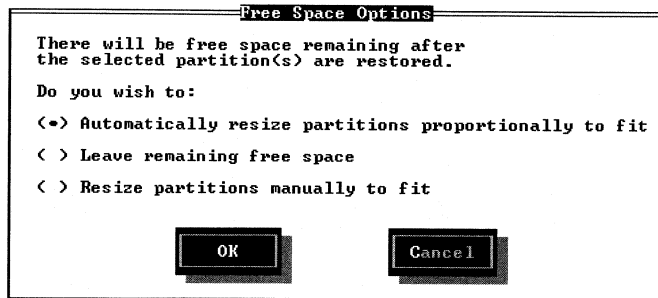 Free Space Options
There will be free space remaining after
the selected partition(s) are restored.
Do you wish to:
(•) Automatically resize partitions proportionally to fit
( ) Leave remaining free space
( ) Resize partitions manually to fit
OK
Cancel